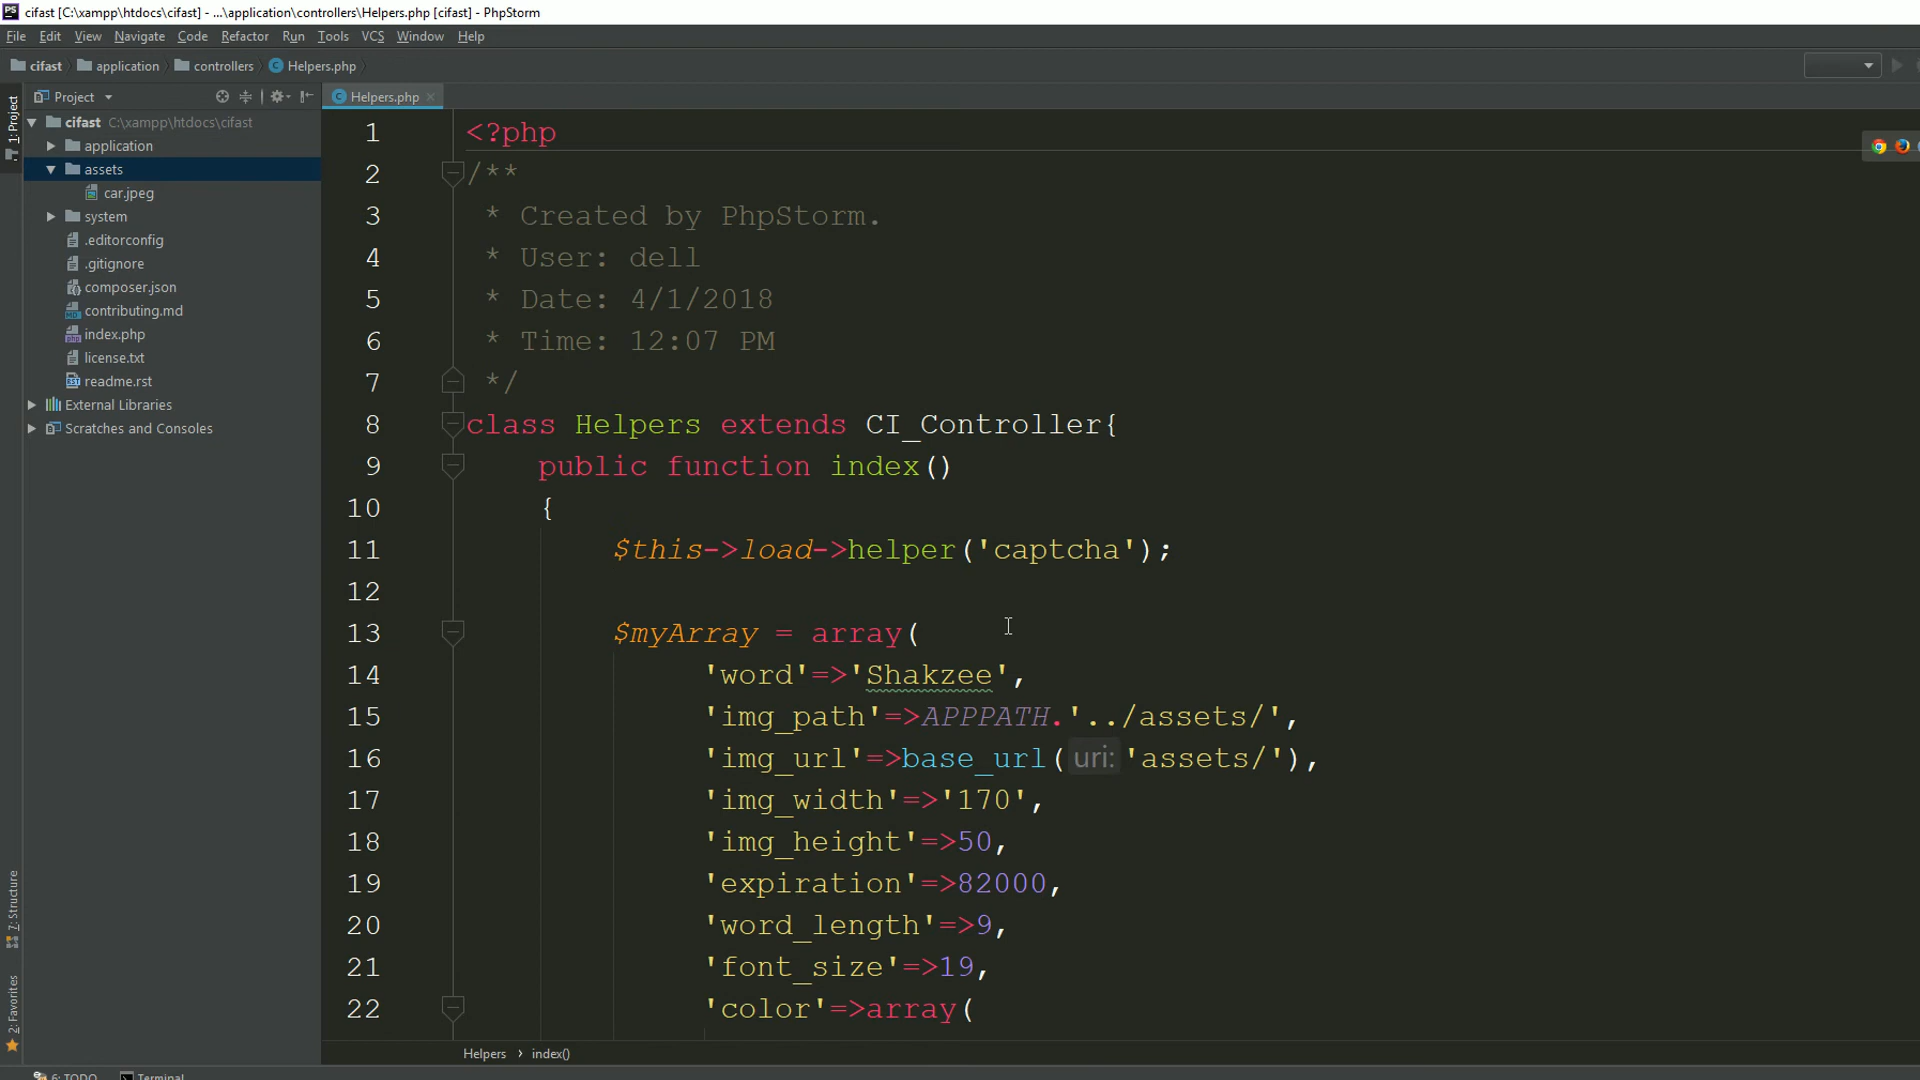 PS cifast [C:\xampp\htdocs\cifast] - ...\application\controllers\Helpers.php [cifast] - PhpStorm
File Edit View Navigate Code Refactor Run Tools VCS Window Help
cifast application controllers Helpers.php
1: Project
Project
Helpers.php
cifast C:\xampp\htdocs\cifast
application
assets
car.jpeg
system
.editorconfig
.gitignore
composer.json
contributing.md
index.php
license.txt
readme.rst
External Libraries
Scratches and Consoles
7: Structure
2: Favorites
1 <?php
2 /**
3 * Created by PhpStorm.
4 * User: dell
5 * Date: 4/1/2018
6 * Time: 12:07 PM
7 */
8 class Helpers extends CI_Controller{
9 public function index()
10 {
11 $this->load->helper('captcha');
12
13 $myArray = array(
14 'word'=>'Shakzee',
15 'img_path'=>APPPATH.'../assets/',
16 'img_url'=>base_url( uri: 'assets/'),
17 'img_width'=>'170',
18 'img_height'=>50,
19 'expiration'=>82000,
20 'word_length'=>9,
21 'font_size'=>19,
22 'color'=>array(
Helpers › index()
6: TODO Terminal